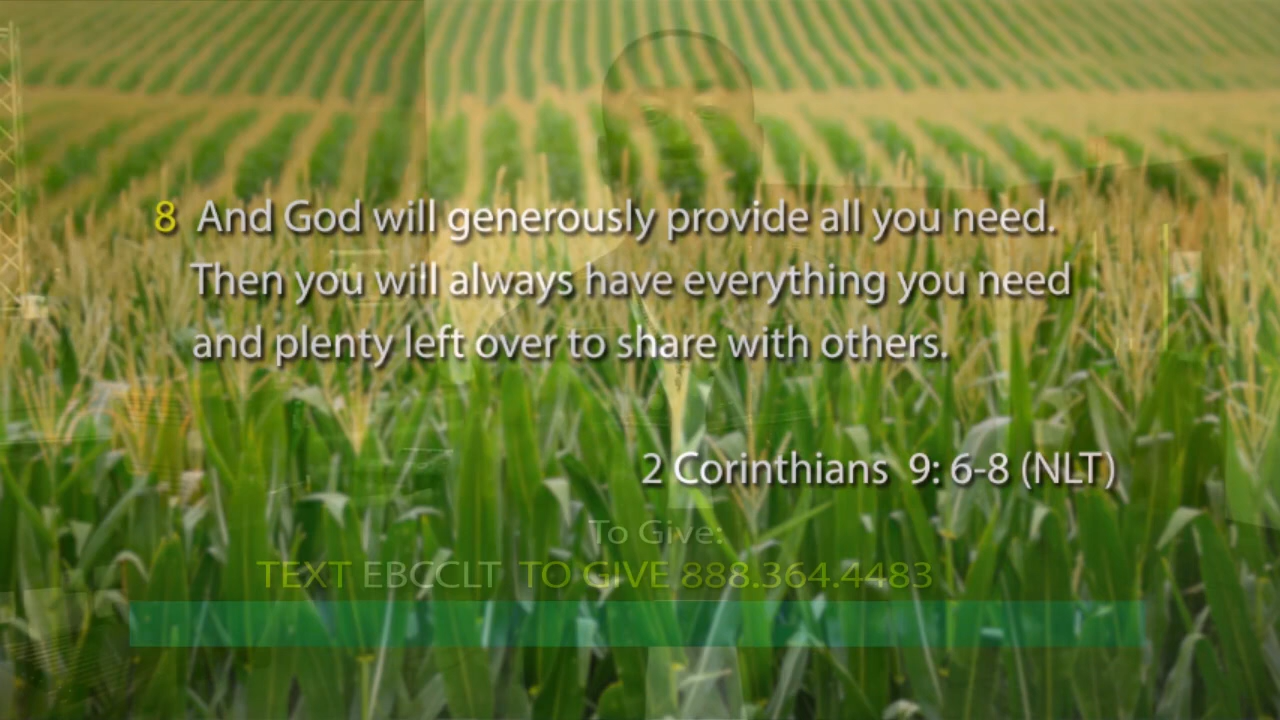 8 And God will generously provide all you need.
Then you will always have everything you need
and plenty left over to share with others.
2 Corinthians 9: 6-8 (NLT)
To Give:
TEXT EBCCLT TO GIVE 888.364.4483